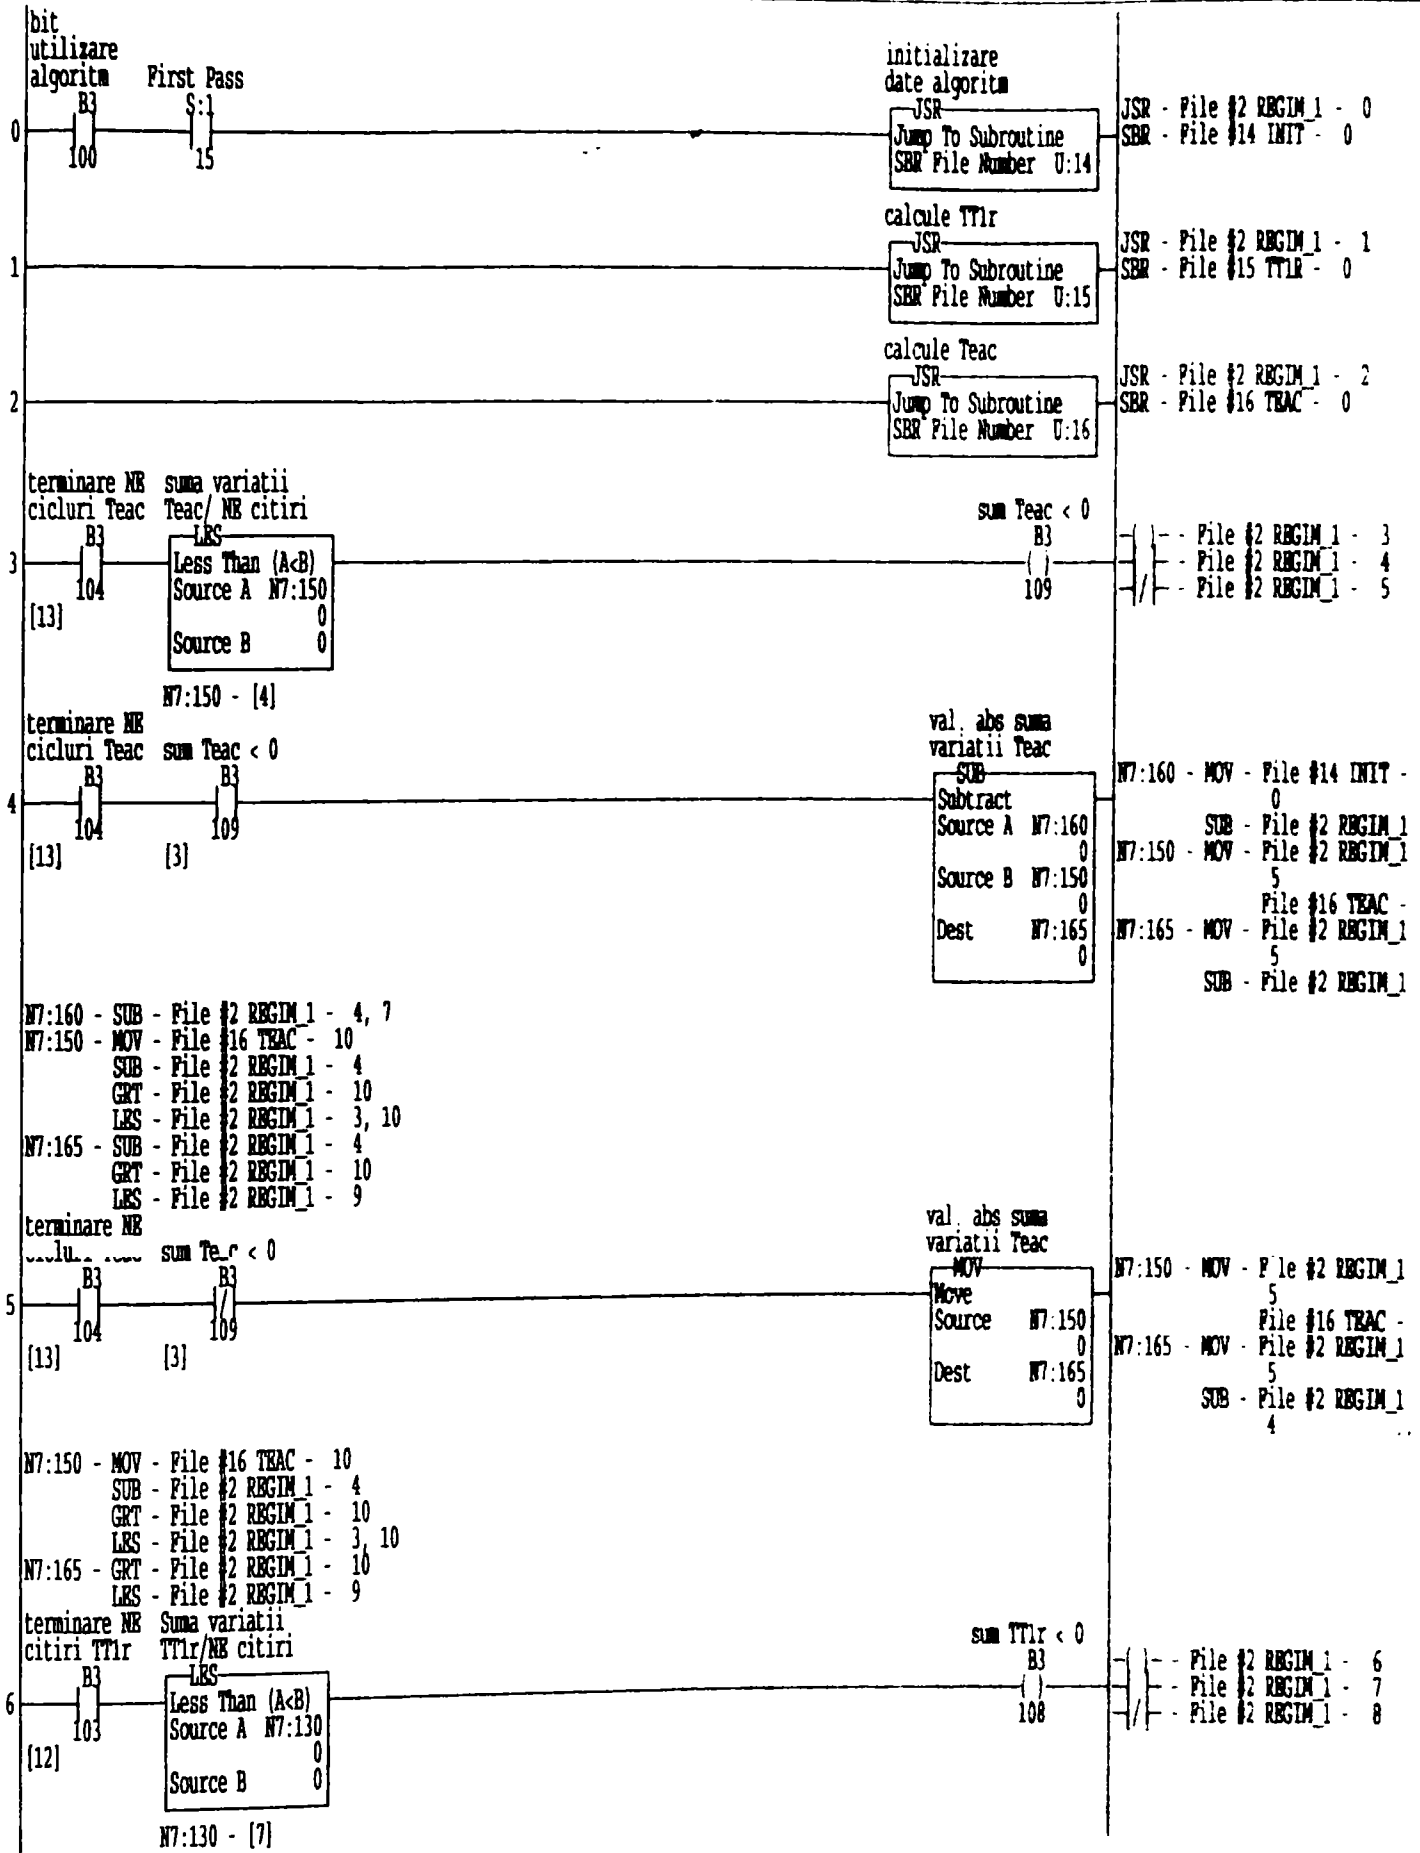 bit
utilizare
algoritm First Pass
B3 S:1
0
100 15
initializare
date algoritm
JSR
Jump To Subroutine
SBR File Number U:14
JSR - File #2 REGIM_1 - 0
SBR - File #14 INIT - 0
calcule TT1r
JSR
1
Jump To Subroutine
SBR File Number U:15
JSR - File #2 REGIM_1 - 1
SBR - File #15 TT1R - 0
calcule Teac
JSR
2
Jump To Subroutine
SBR File Number U:16
JSR - File #2 REGIM_1 - 2
SBR - File #16 TEAC - 0
terminare NE suma variatii
cicluri Teac Teac/ NE citiri
B3 LES
3
104
[13]
Less Than (A<B)
Source A N7:150
0
Source B 0
N7:150 - [4]
sum Teac < 0
B3
( )
109
-( )- - File #2 REGIM_1 - 3
-| |- - File #2 REGIM_1 - 4
-|/|- - File #2 REGIM_1 - 5
terminare NE
cicluri Teac sum Teac < 0
B3 B3
4
104 109
[13] [3]
val. abs suma
variatii Teac
SUB
Subtract
Source A N7:160
0
Source B N7:150
0
Dest N7:165
0
N7:160 - MOV - File #14 INIT -
0
SUB - File #2 REGIM_1
N7:150 - MOV - File #2 REGIM_1
5
File #16 TEAC -
N7:165 - MOV - File #2 REGIM_1
5
SUB - File #2 REGIM_1
N7:160 - SUB - File #2 REGIM_1 - 4, 7
N7:150 - MOV - File #16 TEAC - 10
SUB - File #2 REGIM_1 - 4
GRT - File #2 REGIM_1 - 10
LES - File #2 REGIM_1 - 3, 10
N7:165 - SUB - File #2 REGIM_1 - 4
GRT - File #2 REGIM_1 - 10
LES - File #2 REGIM_1 - 9
terminare NE
sum Teac < 0
B3 B3
5
104 109
[13] [3]
val. abs suma
variatii Teac
MOV
Move
Source N7:150
0
Dest N7:165
0
N7:150 - MOV - File #2 REGIM_1
5
File #16 TEAC -
N7:165 - MOV - File #2 REGIM_1
5
SUB - File #2 REGIM_1
4
N7:150 - MOV - File #16 TEAC - 10
SUB - File #2 REGIM_1 - 4
GRT - File #2 REGIM_1 - 10
LES - File #2 REGIM_1 - 3, 10
N7:165 - GRT - File #2 REGIM_1 - 10
LES - File #2 REGIM_1 - 9
terminare NE Suma variatii
citiri TT1r TT1r/NE citiri
B3 LES
6
103
[12]
Less Than (A<B)
Source A N7:130
0
Source B 0
N7:130 - [7]
sum TT1r < 0
B3
( )
108
-( )- - File #2 REGIM_1 - 6
-| |- - File #2 REGIM_1 - 7
-|/|- - File #2 REGIM_1 - 8